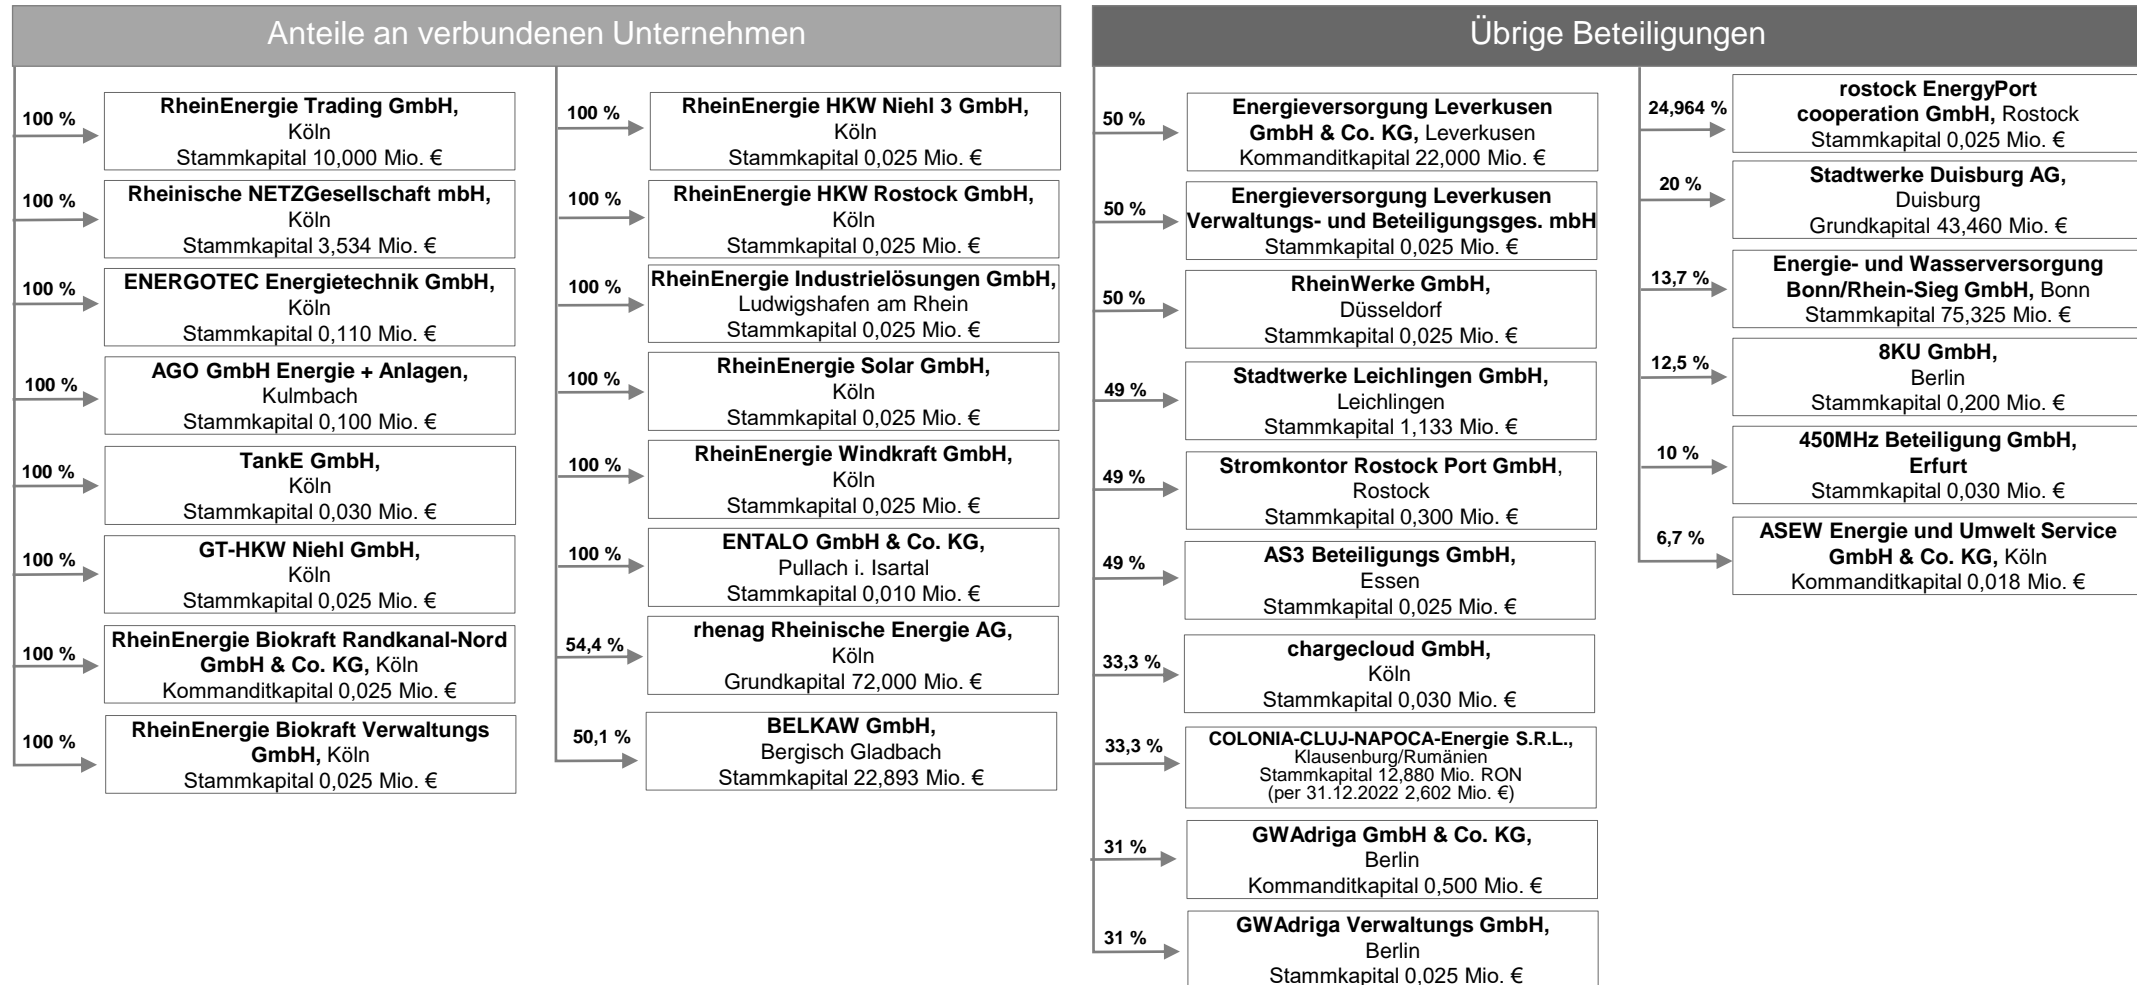 Anteile an verbundenen Unternehmen
100 %
RheinEnergie Trading GmbH,
Köln
Stammkapital 10,000 Mio. €
100 %
Rheinische NETZGesellschaft mbH,
Köln
Stammkapital 3,534 Mio. €
100 %
ENERGOTEC Energietechnik GmbH,
Köln
Stammkapital 0,110 Mio. €
100 %
AGO GmbH Energie + Anlagen,
Kulmbach
Stammkapital 0,100 Mio. €
100 %
TankE GmbH,
Köln
Stammkapital 0,030 Mio. €
100 %
GT-HKW Niehl GmbH,
Köln
Stammkapital 0,025 Mio. €
100 %
RheinEnergie Biokraft Randkanal-Nord
GmbH & Co. KG, Köln
Kommanditkapital 0,025 Mio. €
100 %
RheinEnergie Biokraft Verwaltungs
GmbH, Köln
Stammkapital 0,025 Mio. €
100 %
RheinEnergie HKW Niehl 3 GmbH,
Köln
Stammkapital 0,025 Mio. €
100 %
RheinEnergie HKW Rostock GmbH,
Köln
Stammkapital 0,025 Mio. €
100 %
RheinEnergie Industrielösungen GmbH,
Ludwigshafen am Rhein
Stammkapital 0,025 Mio. €
100 %
RheinEnergie Solar GmbH,
Köln
Stammkapital 0,025 Mio. €
100 %
RheinEnergie Windkraft GmbH,
Köln
Stammkapital 0,025 Mio. €
100 %
ENTALO GmbH & Co. KG,
Pullach i. Isartal
Stammkapital 0,010 Mio. €
54,4 %
rhenag Rheinische Energie AG,
Köln
Grundkapital 72,000 Mio. €
50,1 %
BELKAW GmbH,
Bergisch Gladbach
Stammkapital 22,893 Mio. €
Übrige Beteiligungen
50 %
Energieversorgung Leverkusen
GmbH & Co. KG, Leverkusen
Kommanditkapital 22,000 Mio. €
50 %
Energieversorgung Leverkusen
Verwaltungs- und Beteiligungsges. mbH
Stammkapital 0,025 Mio. €
50 %
RheinWerke GmbH,
Düsseldorf
Stammkapital 0,025 Mio. €
49 %
Stadtwerke Leichlingen GmbH,
Leichlingen
Stammkapital 1,133 Mio. €
49 %
Stromkontor Rostock Port GmbH,
Rostock
Stammkapital 0,300 Mio. €
49 %
AS3 Beteiligungs GmbH,
Essen
Stammkapital 0,025 Mio. €
33,3 %
chargecloud GmbH,
Köln
Stammkapital 0,030 Mio. €
33,3 %
COLONIA-CLUJ-NAPOCA-Energie S.R.L.,
Klausenburg/Rumänien
Stammkapital 12,880 Mio. RON
(per 31.12.2022 2,602 Mio. €)
31 %
GWAdriga GmbH & Co. KG,
Berlin
Kommanditkapital 0,500 Mio. €
31 %
GWAdriga Verwaltungs GmbH,
Berlin
Stammkapital 0,025 Mio. €
24,964 %
rostock EnergyPort
cooperation GmbH, Rostock
Stammkapital 0,025 Mio. €
20 %
Stadtwerke Duisburg AG,
Duisburg
Grundkapital 43,460 Mio. €
13,7 %
Energie- und Wasserversorgung
Bonn/Rhein-Sieg GmbH, Bonn
Stammkapital 75,325 Mio. €
12,5 %
8KU GmbH,
Berlin
Stammkapital 0,200 Mio. €
10 %
450MHz Beteiligung GmbH,
Erfurt
Stammkapital 0,030 Mio. €
6,7 %
ASEW Energie und Umwelt Service
GmbH & Co. KG, Köln
Kommanditkapital 0,018 Mio. €